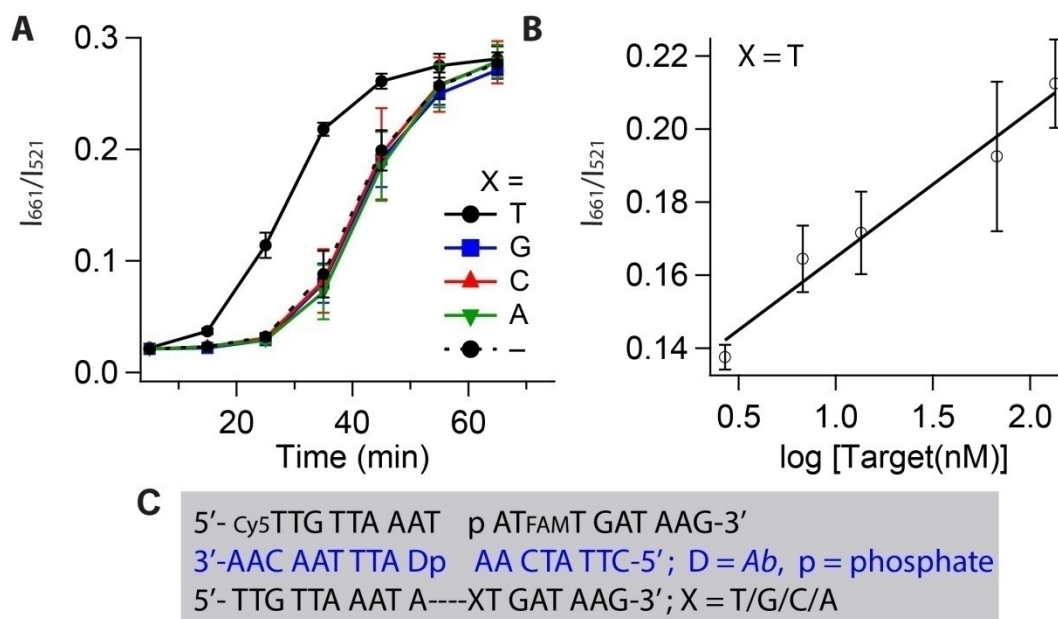 A
0.3
0.2
0.1
0.0
I661/I521
20
40
60
Time (min)
X =
T
G
C
A
–
B
X = T
0.22
0.20
0.18
0.16
0.14
I661/I521
0.5
1.0
1.5
2.0
log [Target(nM)]
C
5′- Cy5TTG TTA AAT p ATFAMT GAT AAG-3′
3′-AAC AAT TTA Dp AA CTA TTC-5′ ; D = Ab, p = phosphate
5′- TTG TTA AAT A----XT GAT AAG-3′ ; X = T/G/C/A